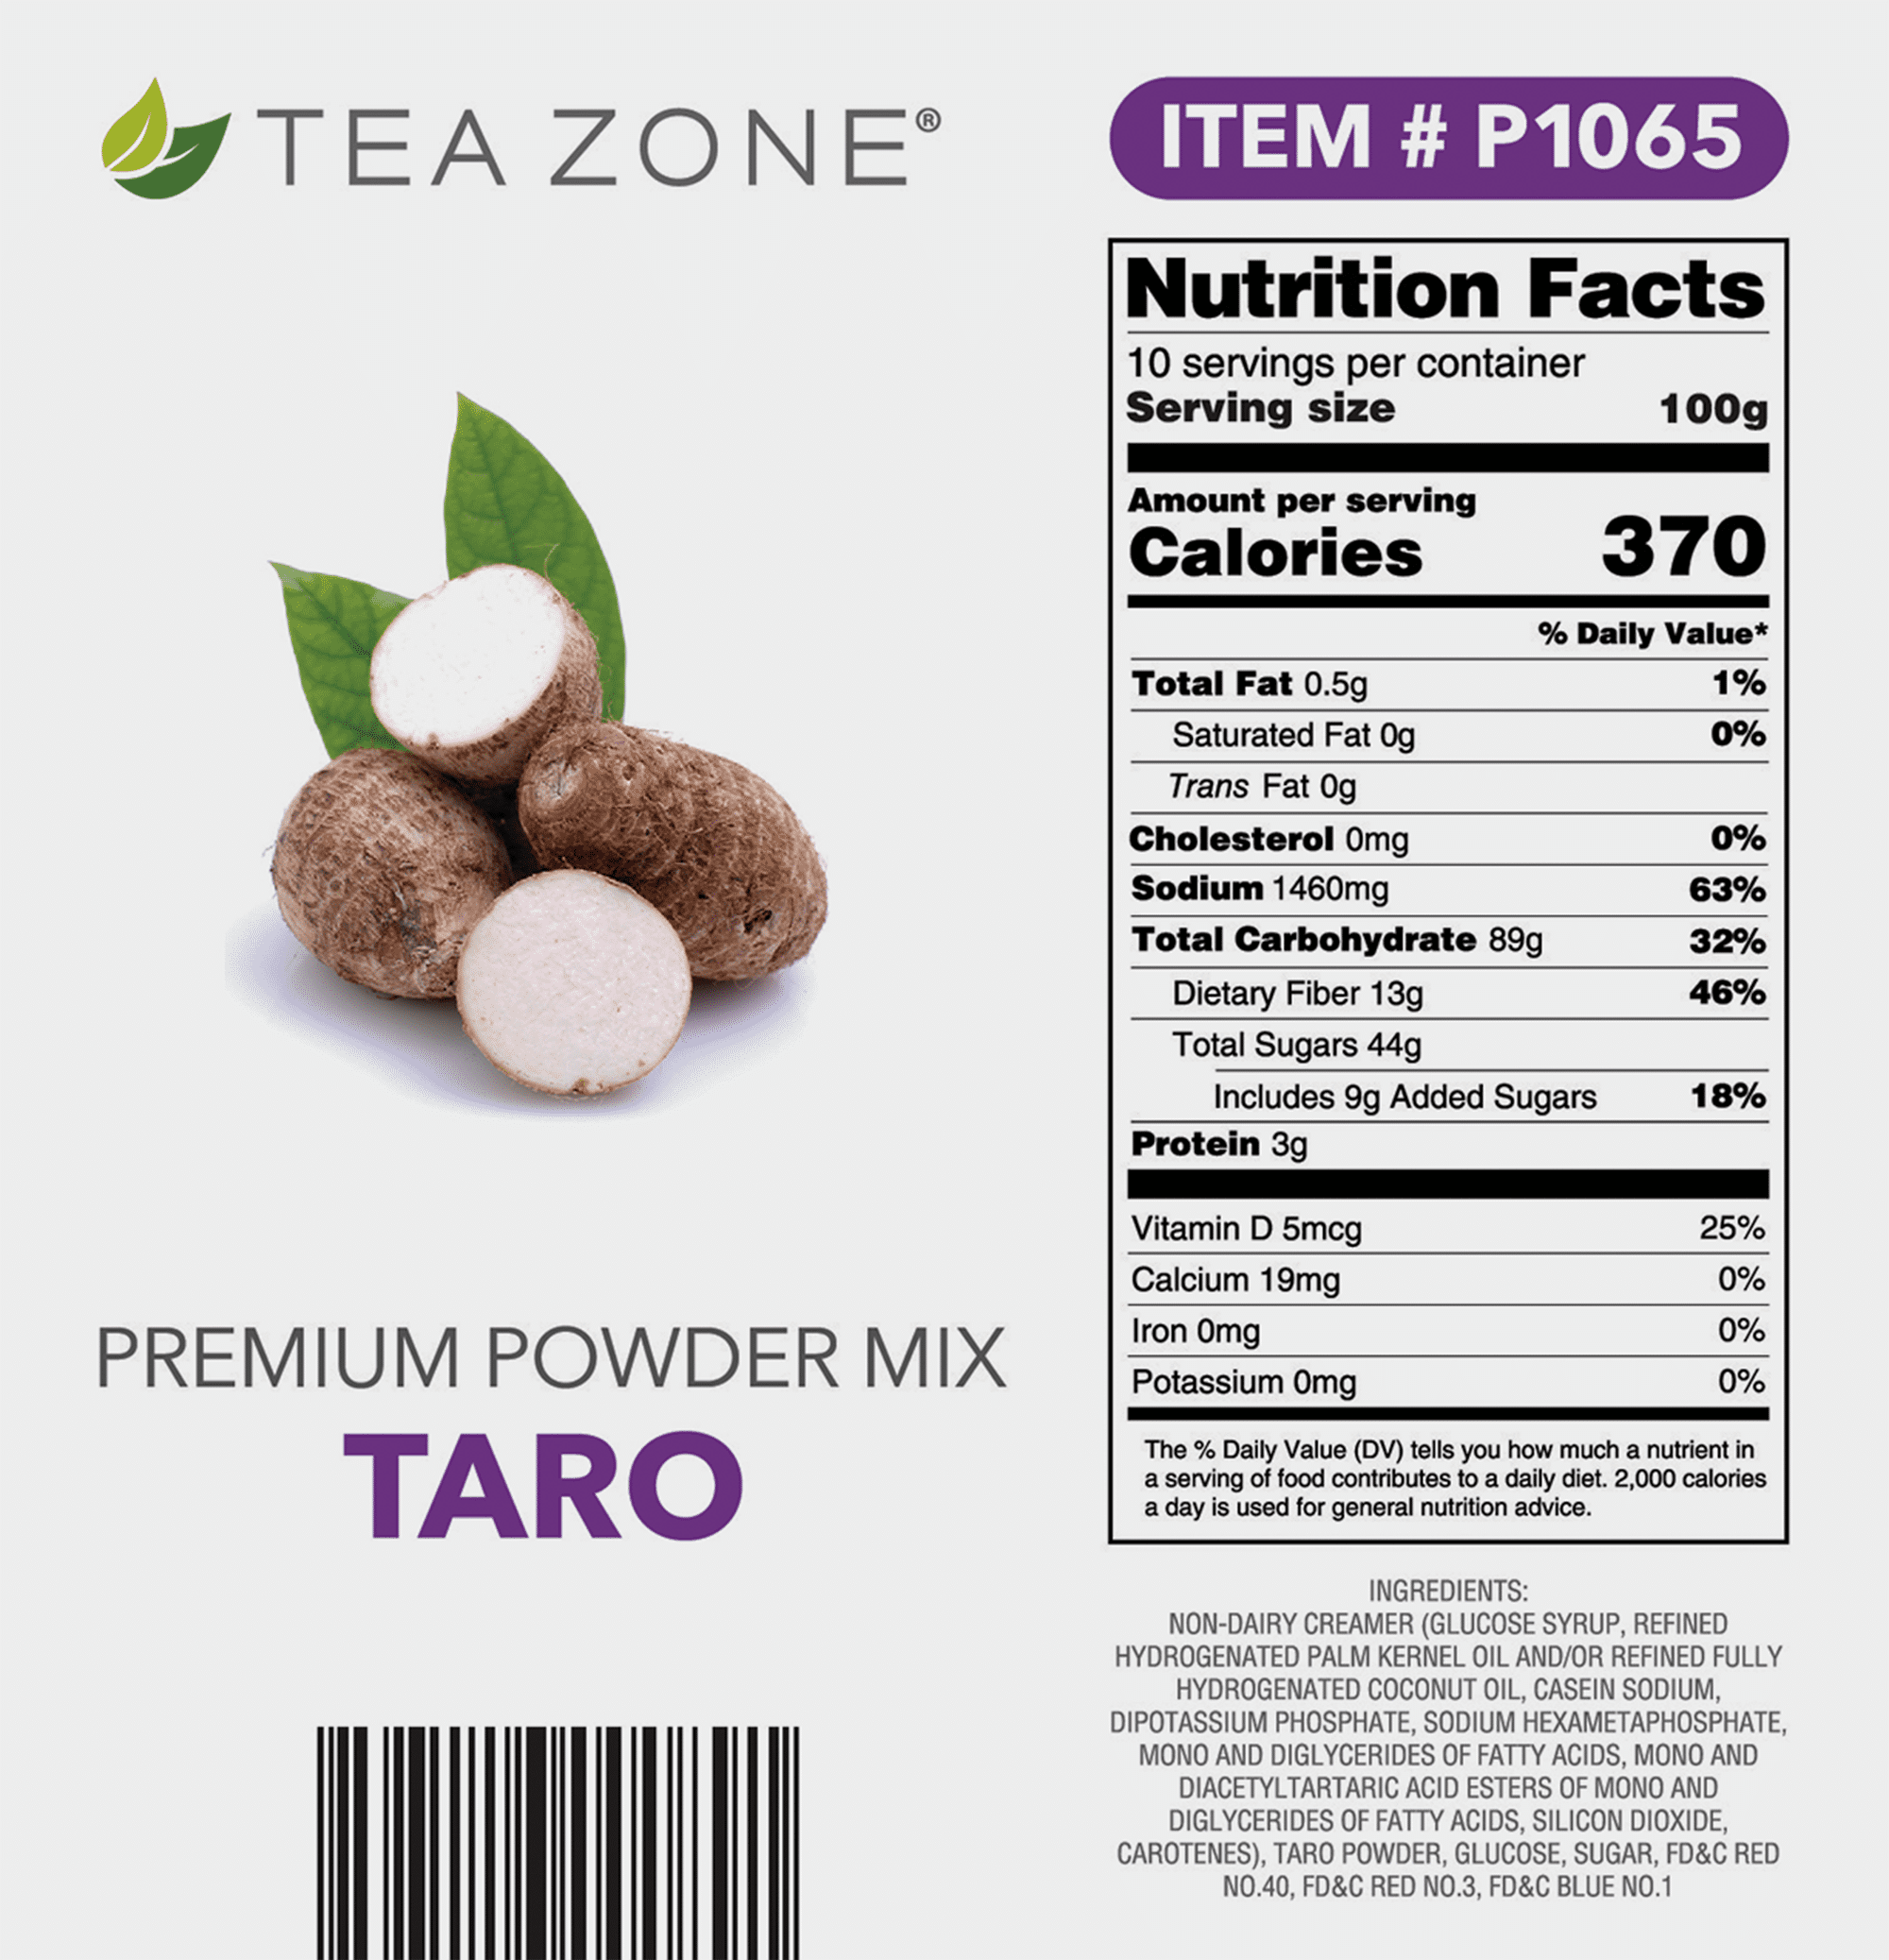 TEA ZONE®
ITEM # P1065
Nutrition Facts
10 servings per container
Serving size 100g
Amount per serving
Calories 370
% Daily Value*
Total Fat 0.5g 1%
Saturated Fat 0g 0%
Trans Fat 0g
Cholesterol 0mg 0%
Sodium 1460mg 63%
Total Carbohydrate 89g 32%
Dietary Fiber 13g 46%
Total Sugars 44g
Includes 9g Added Sugars 18%
Protein 3g
Vitamin D 5mcg 25%
Calcium 19mg 0%
Iron 0mg 0%
Potassium 0mg 0%
The % Daily Value (DV) tells you how much a nutrient in
a serving of food contributes to a daily diet. 2,000 calories
a day is used for general nutrition advice.
PREMIUM POWDER MIX
TARO
INGREDIENTS:
NON-DAIRY CREAMER (GLUCOSE SYRUP, REFINED
HYDROGENATED PALM KERNEL OIL AND/OR REFINED FULLY
HYDROGENATED COCONUT OIL, CASEIN SODIUM,
DIPOTASSIUM PHOSPHATE, SODIUM HEXAMETAPHOSPHATE,
MONO AND DIGLYCERIDES OF FATTY ACIDS, MONO AND
DIACETYLTARTARIC ACID ESTERS OF MONO AND
DIGLYCERIDES OF FATTY ACIDS, SILICON DIOXIDE,
CAROTENES), TARO POWDER, GLUCOSE, SUGAR, FD&C RED
NO.40, FD&C RED NO.3, FD&C BLUE NO.1